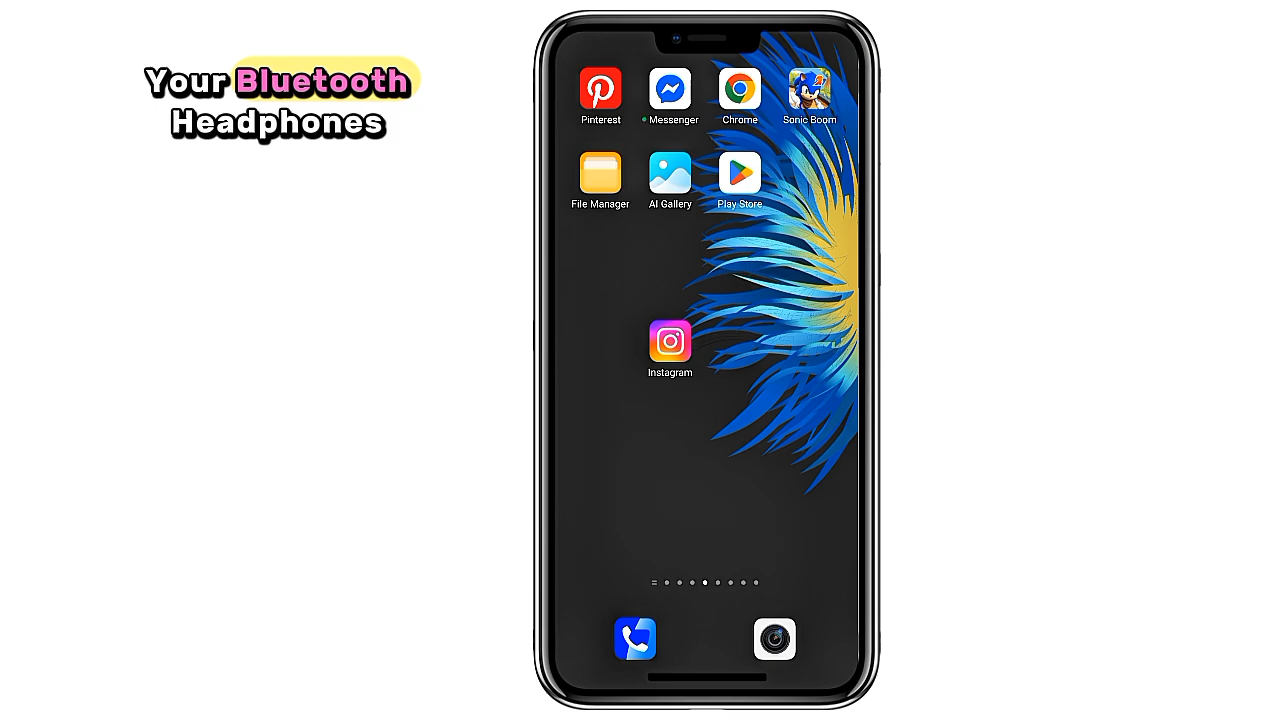 Your Bluetooth
Headphones
Pinterest
Messenger
Chrome
Sonic Boom
File Manager
AI Gallery
Play Store
Instagram